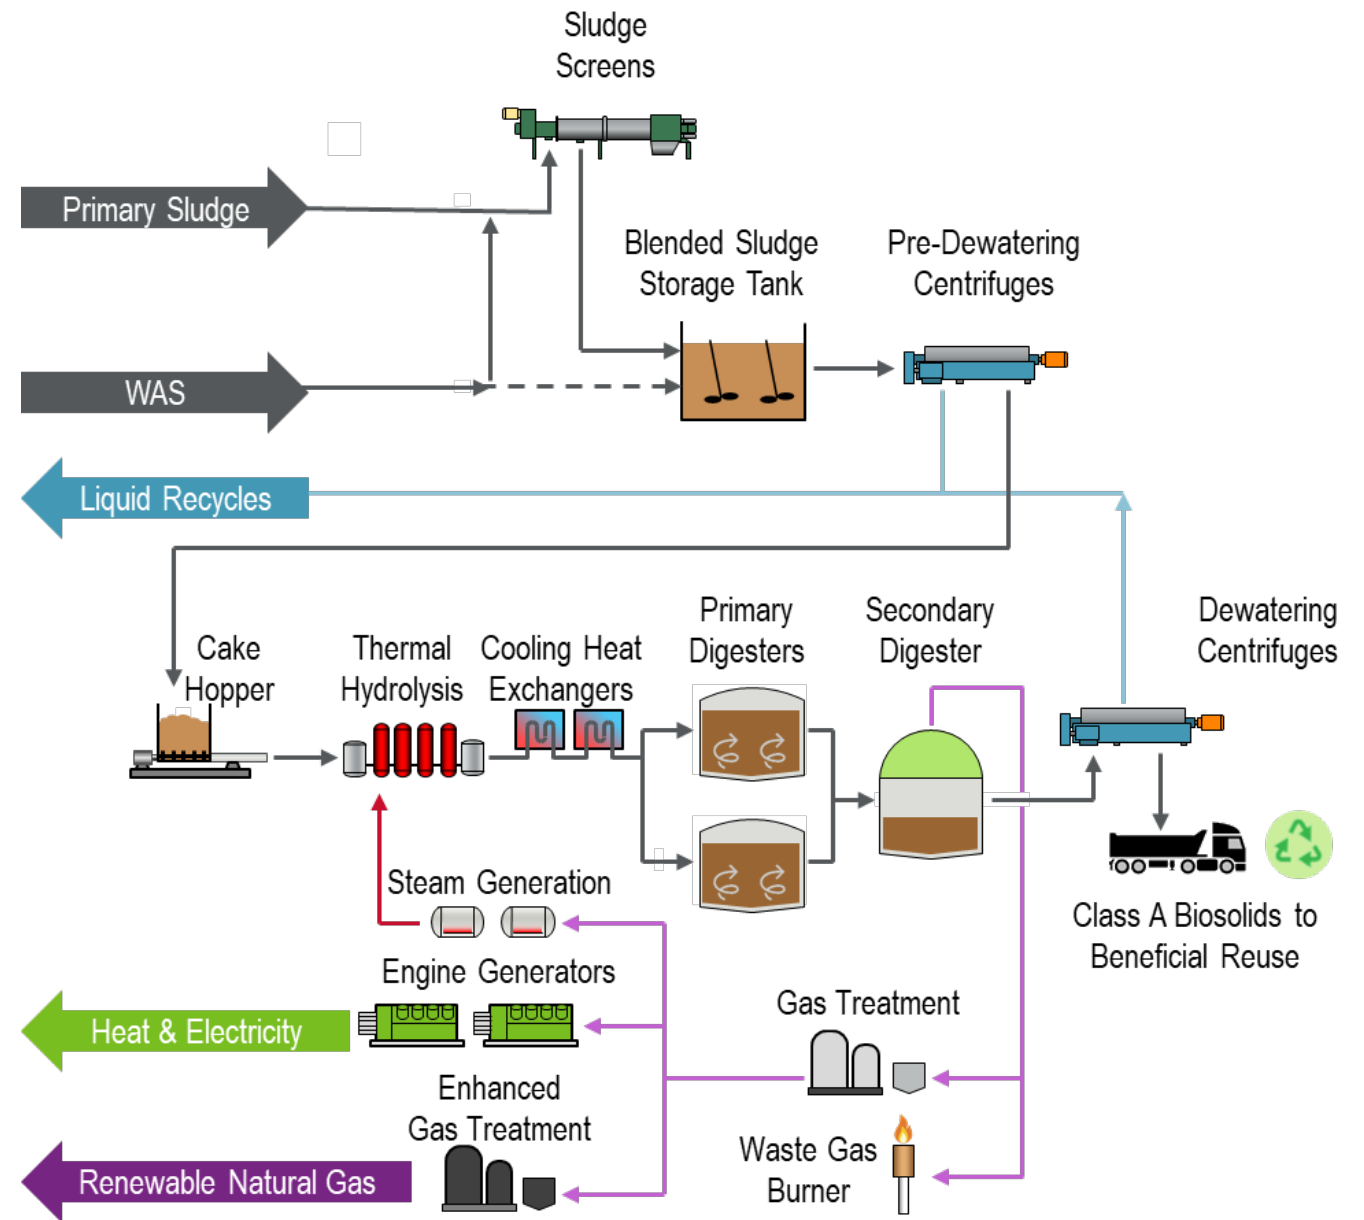 Sludge
Screens
Primary Sludge
Blended Sludge
Storage Tank
Pre-Dewatering
Centrifuges
WAS
Liquid Recycles
Cake
Hopper
Thermal
Hydrolysis
Cooling Heat
Exchangers
Primary
Digesters
Secondary
Digester
Dewatering
Centrifuges
Steam Generation
Class A Biosolids to
Beneficial Reuse
Engine Generators
Heat & Electricity
Gas Treatment
Enhanced
Gas Treatment
Waste Gas
Burner
Renewable Natural Gas